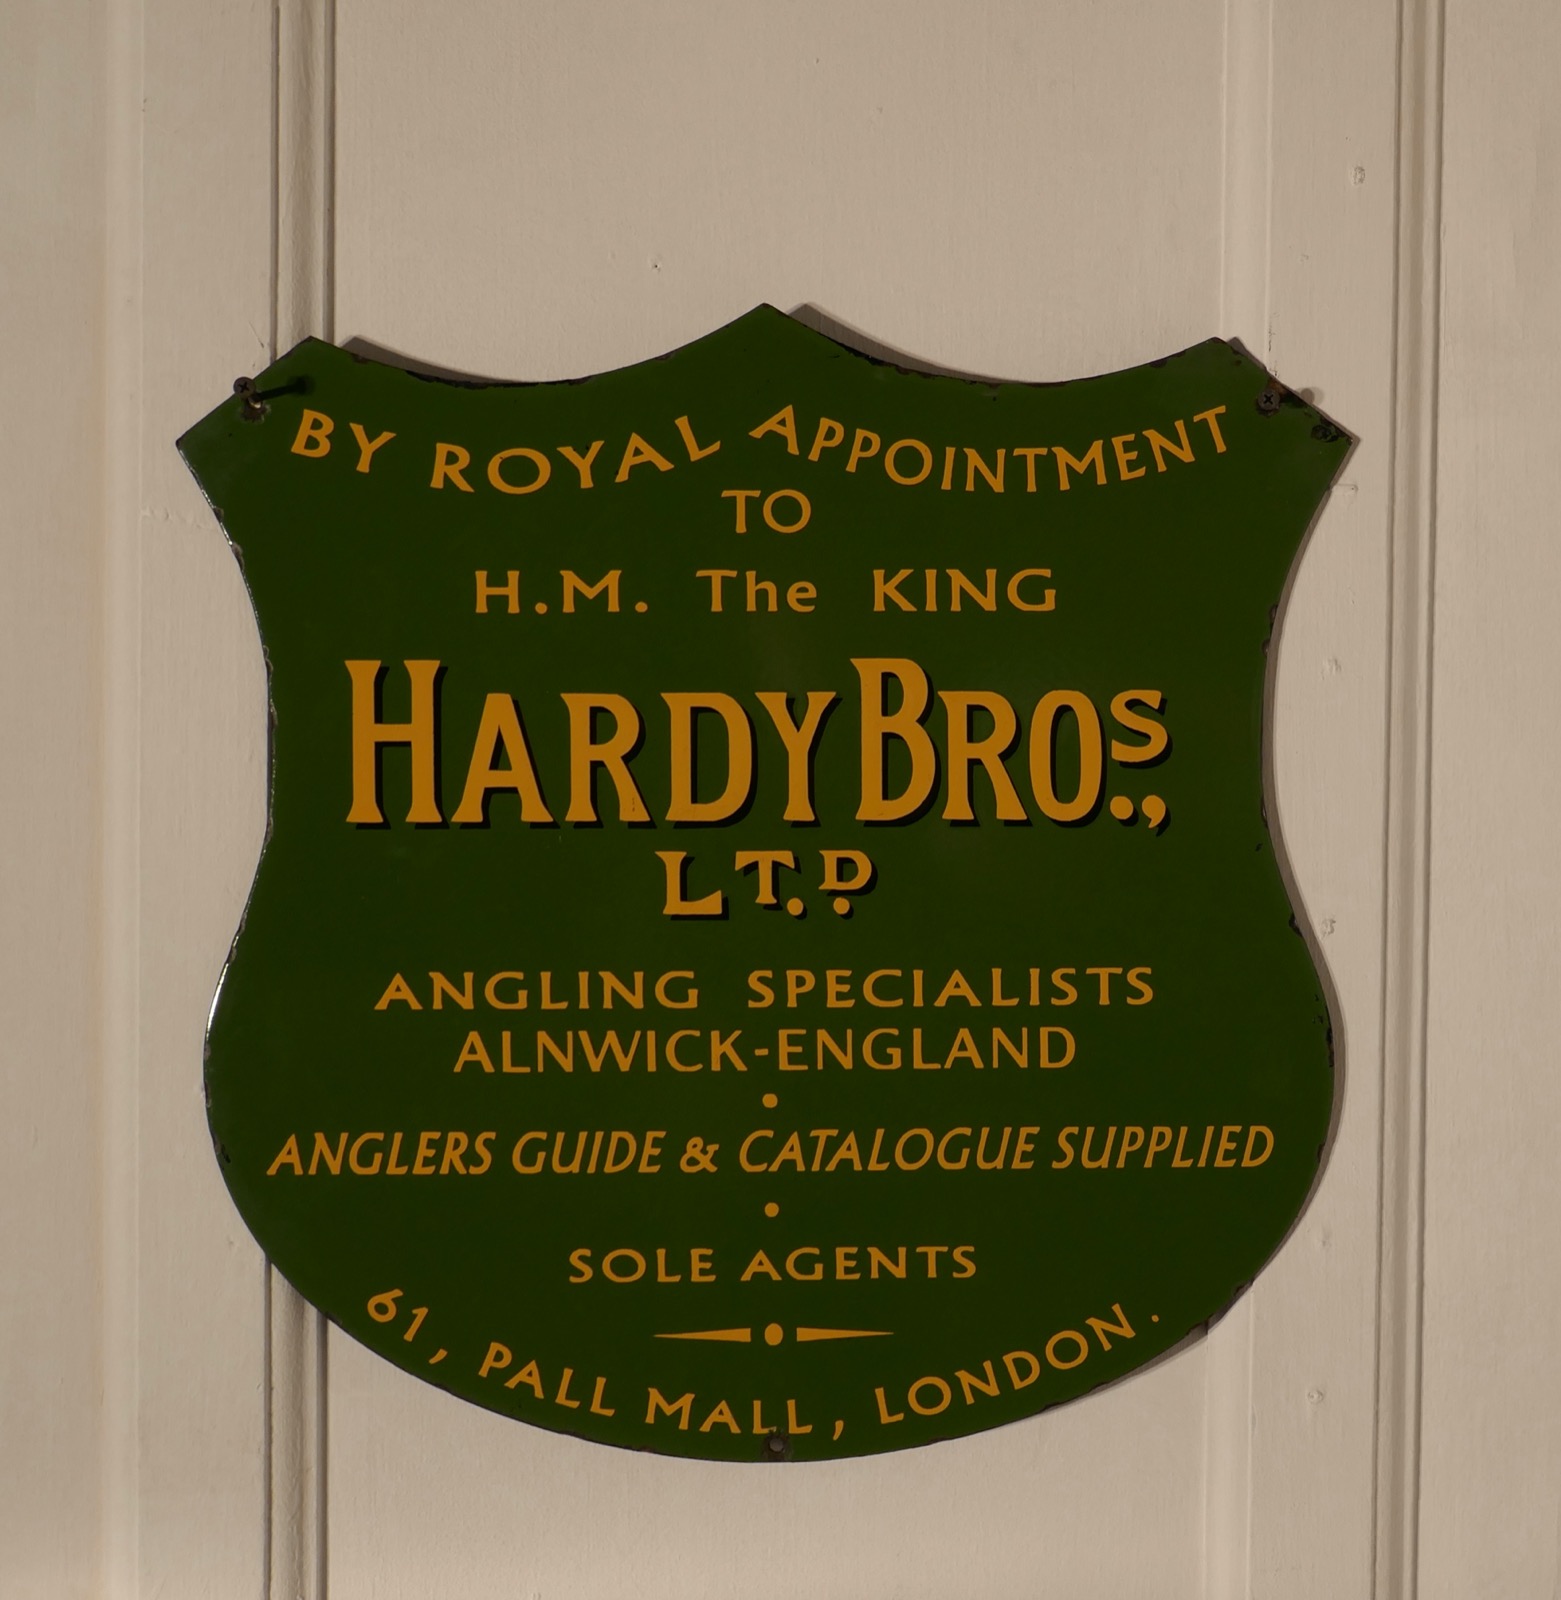 BY ROYAL APPOINTMENT
TO
H.M. The KING
HARDY BROS.,
LTD.
ANGLING SPECIALISTS
ALNWICK-ENGLAND
•
ANGLERS GUIDE & CATALOGUE SUPPLIED
•
SOLE AGENTS
61, PALL MALL, LONDON.